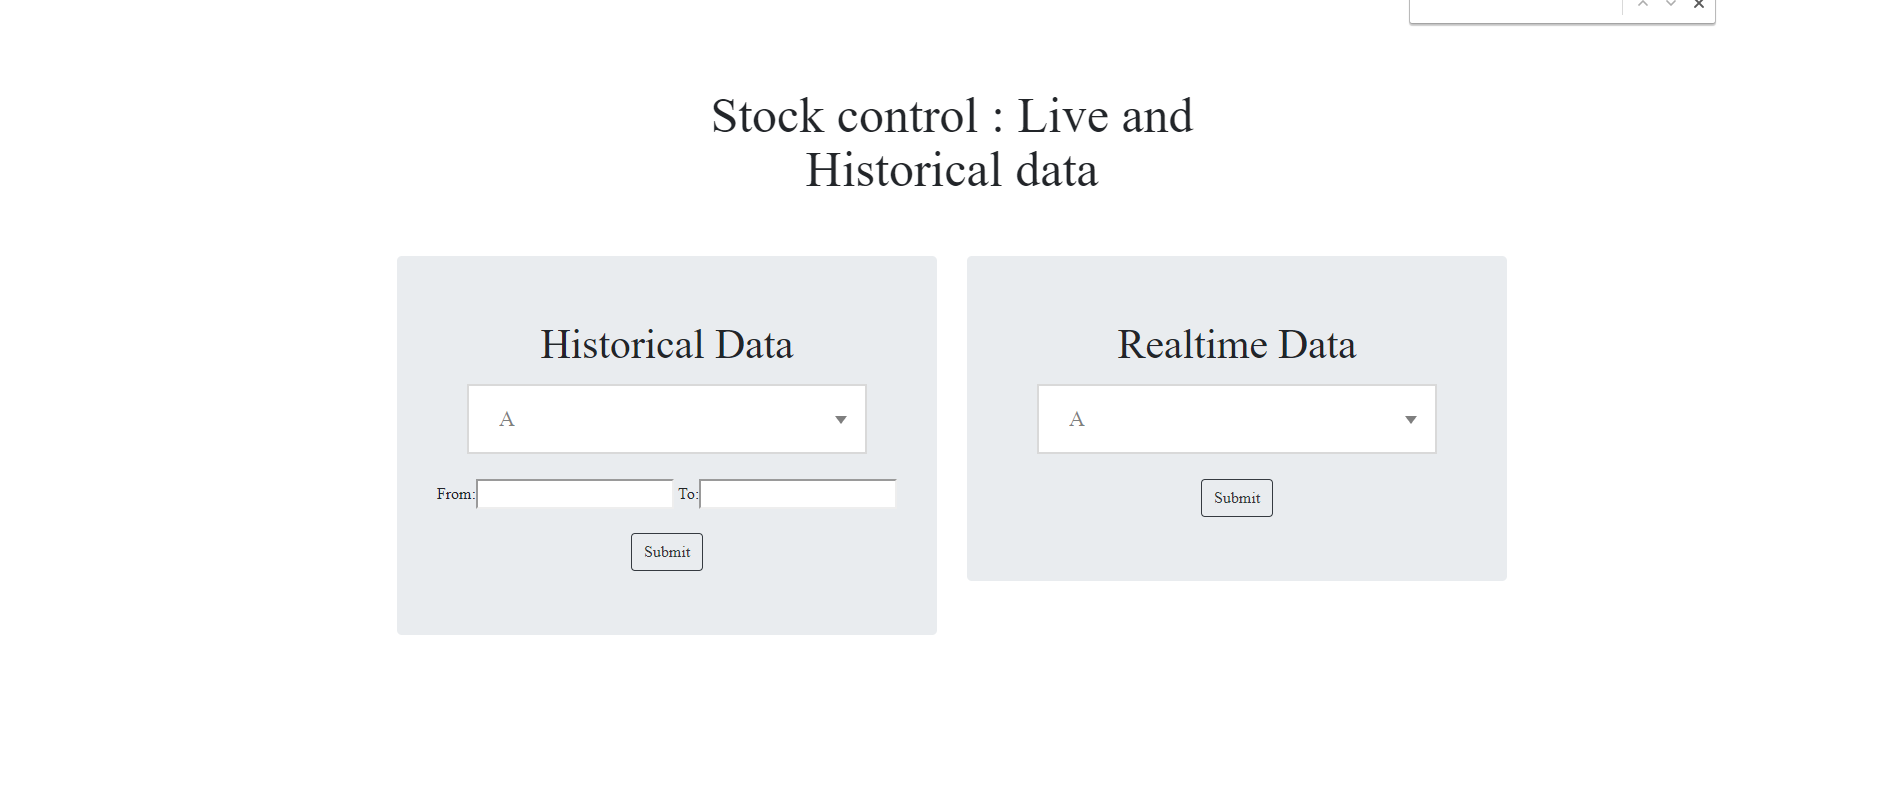 Stock control : Live and
Historical data
Historical Data
A
From: To:
Submit
Realtime Data
A
Submit